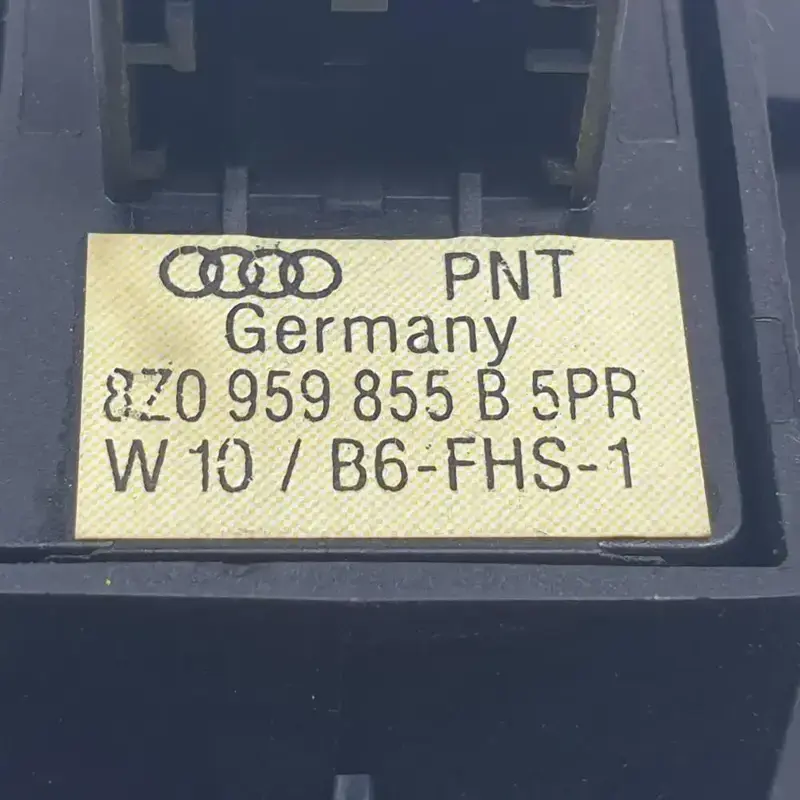 PNT
Germany
8Z0 959 855 B 5PR
W 10 / B6-FHS-1